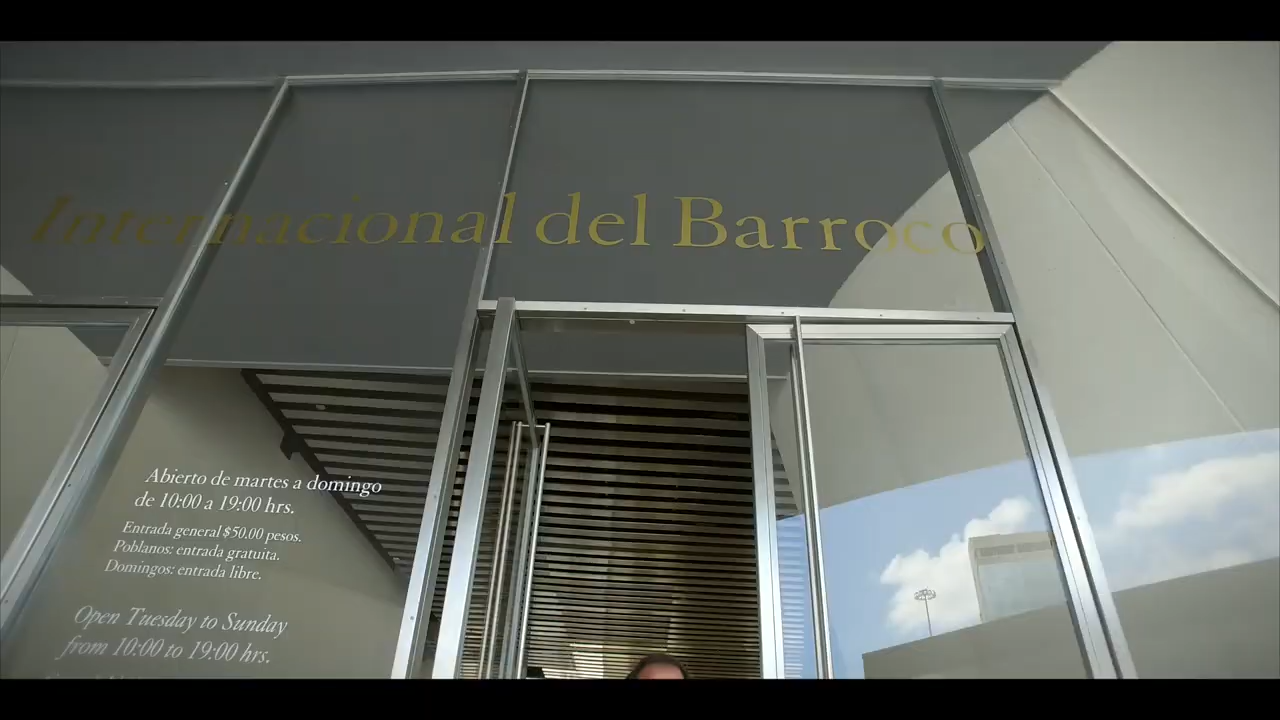 Internacional del Barroco
Abierto de martes a domingo
de 10:00 a 19:00 hrs.
Entrada general $50.00 pesos.
Poblanos: entrada gratuita.
Domingos: entrada libre.
Open Tuesday to Sunday
from 10:00 to 19:00 hrs.